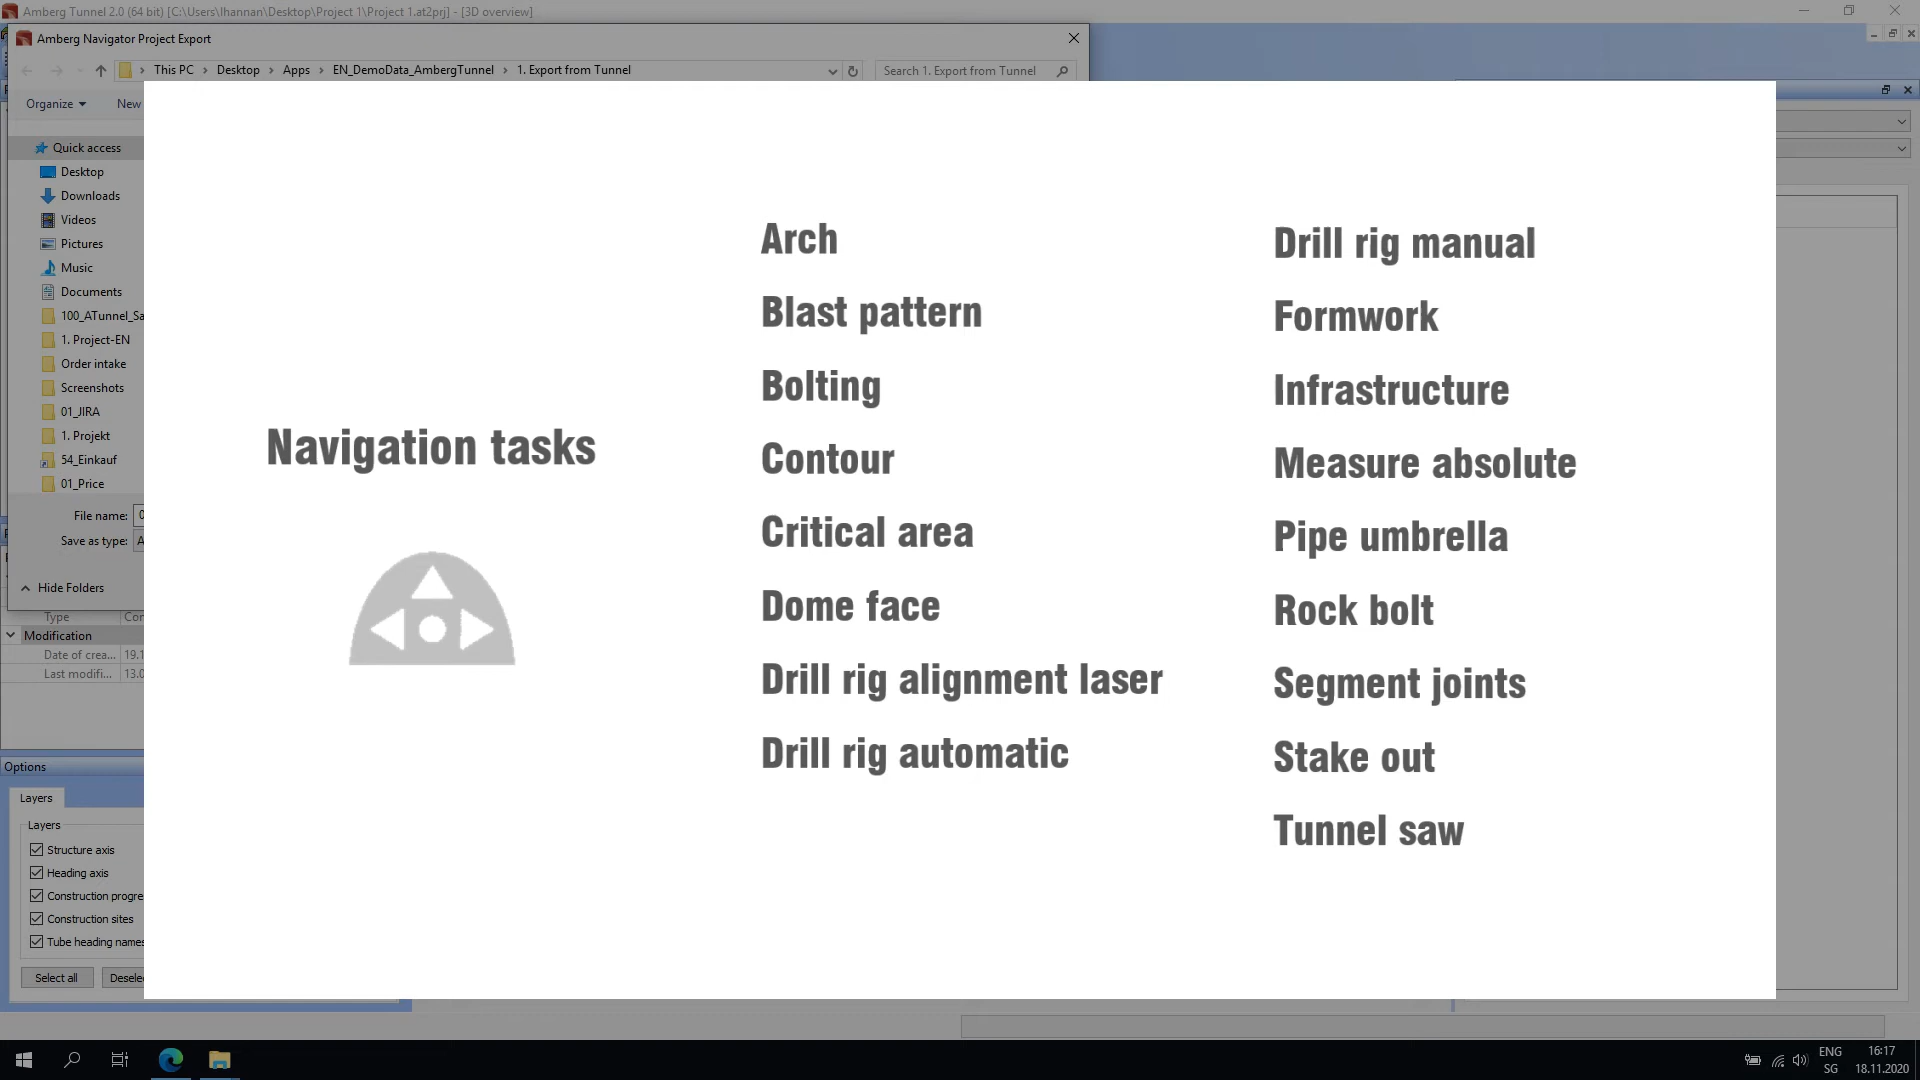 Amberg Tunnel 2.0 (64 bit) [C:\Users\lhannan\Desktop\Project 1\Project 1.at2prj] - [3D overview]
Amberg Navigator Project Export
This PC > Desktop > Apps > EN_DemoData_AmbergTunnel > 1. Export from Tunnel
Search 1. Export from Tunnel
Organize
New
Quick access
Desktop
Downloads
Videos
Pictures
Music
Documents
100_ATunnel_Sa
1. Project-EN
Order intake
Screenshots
01_JIRA
1. Projekt
54_Einkauf
01_Price
File name:
Save as type: A
Hide Folders
Type
Modification
Date of crea... 19.1
Last modifi... 13.0
Options
Layers
Layers
Structure axis
Heading axis
Construction progre
Construction sites
Tube heading names
Select all
Navigation tasks
Arch
Blast pattern
Bolting
Contour
Critical area
Dome face
Drill rig alignment laser
Drill rig automatic
Drill rig manual
Formwork
Infrastructure
Measure absolute
Pipe umbrella
Rock bolt
Segment joints
Stake out
Tunnel saw
ENG
SG
16:17
18.11.2020